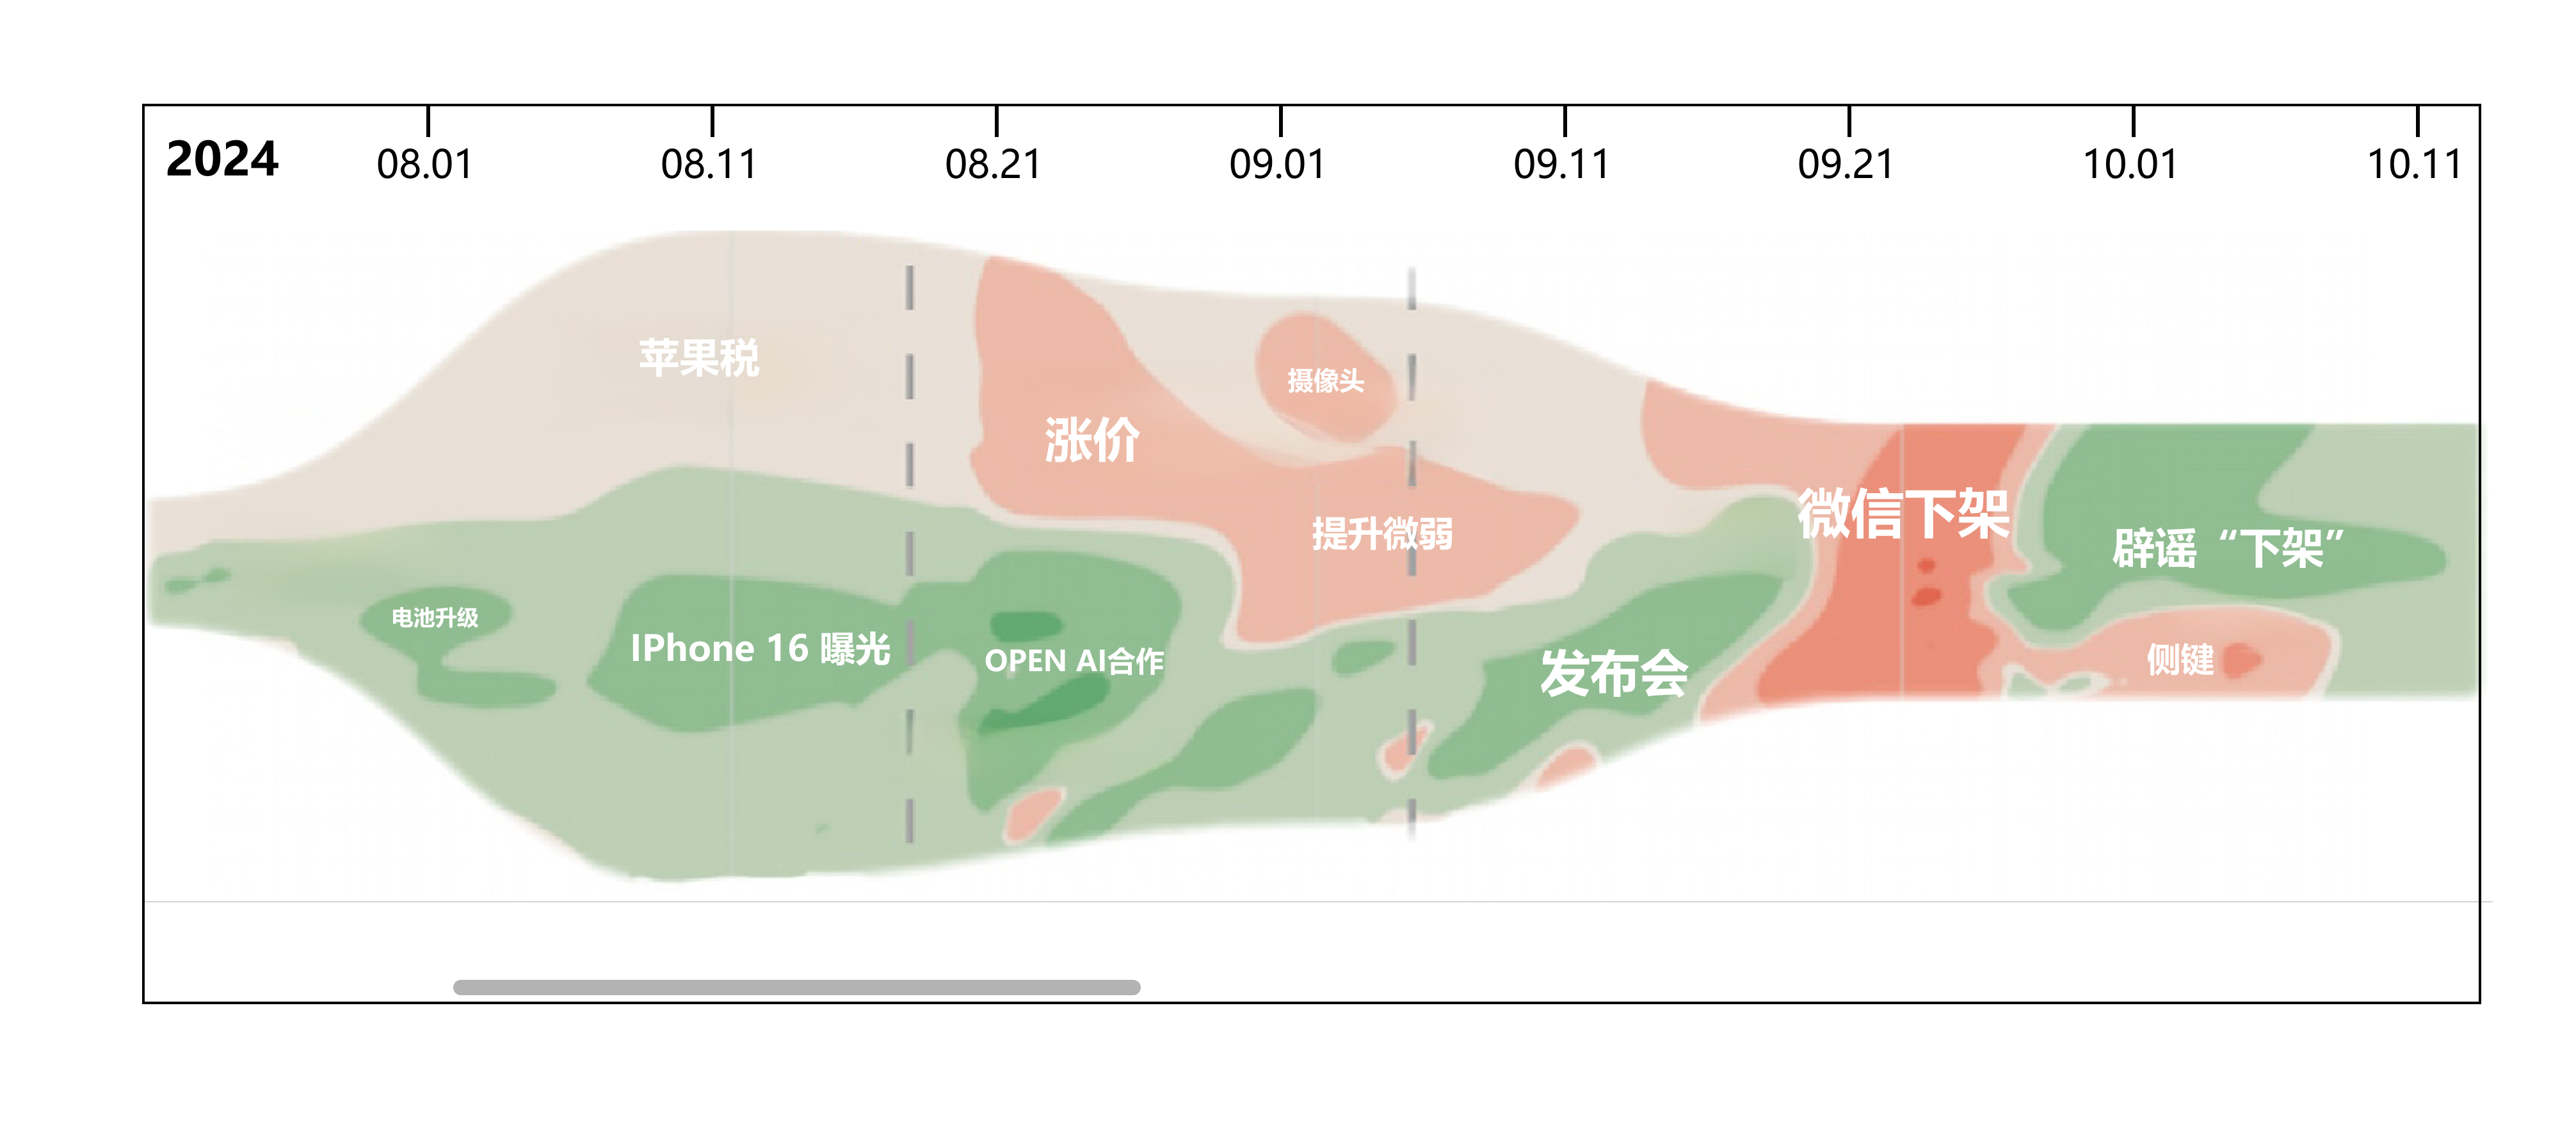 2024 08.01 08.11 08.21 09.01 09.11 09.21 10.01 10.11
苹果税
摄像头
涨价
微信下架
提升微弱
辟谣“下架”
电池升级
IPhone 16 曝光
OPEN AI合作
侧键
发布会